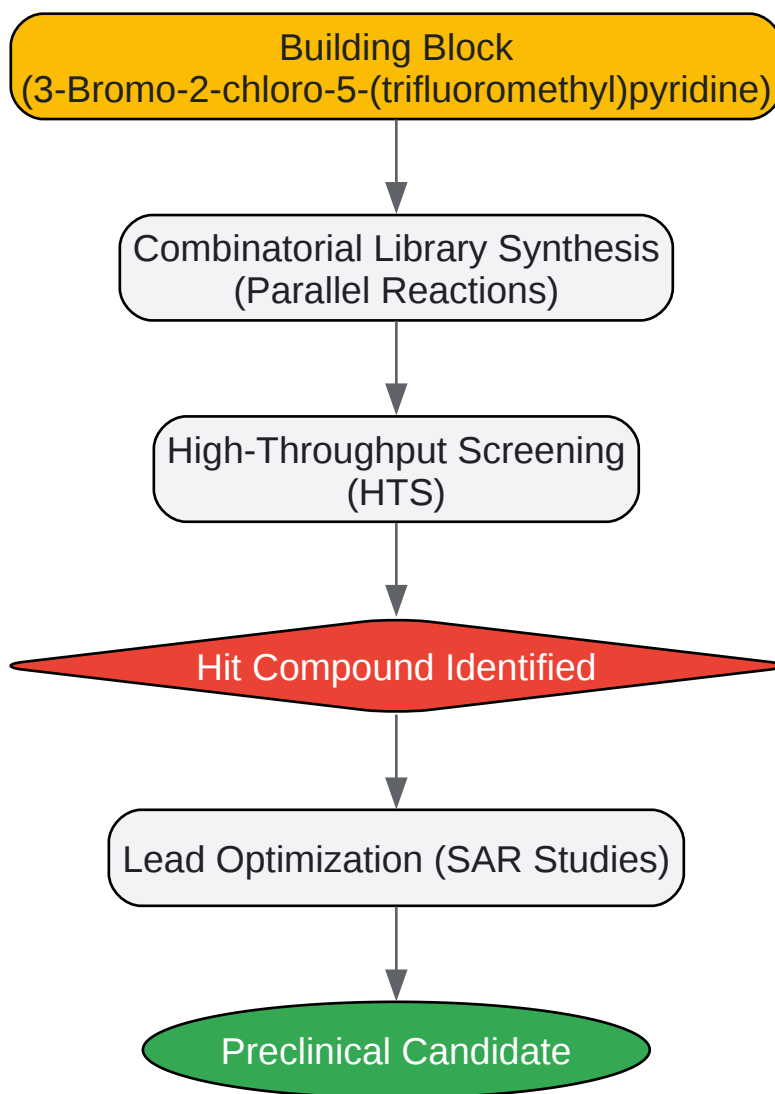 Building Block
(3-Bromo-2-chloro-5-(trifluoromethyl)pyridine)
Combinatorial Library Synthesis
(Parallel Reactions)
High-Throughput Screening
(HTS)
Hit Compound Identified
Lead Optimization (SAR Studies)
Preclinical Candidate